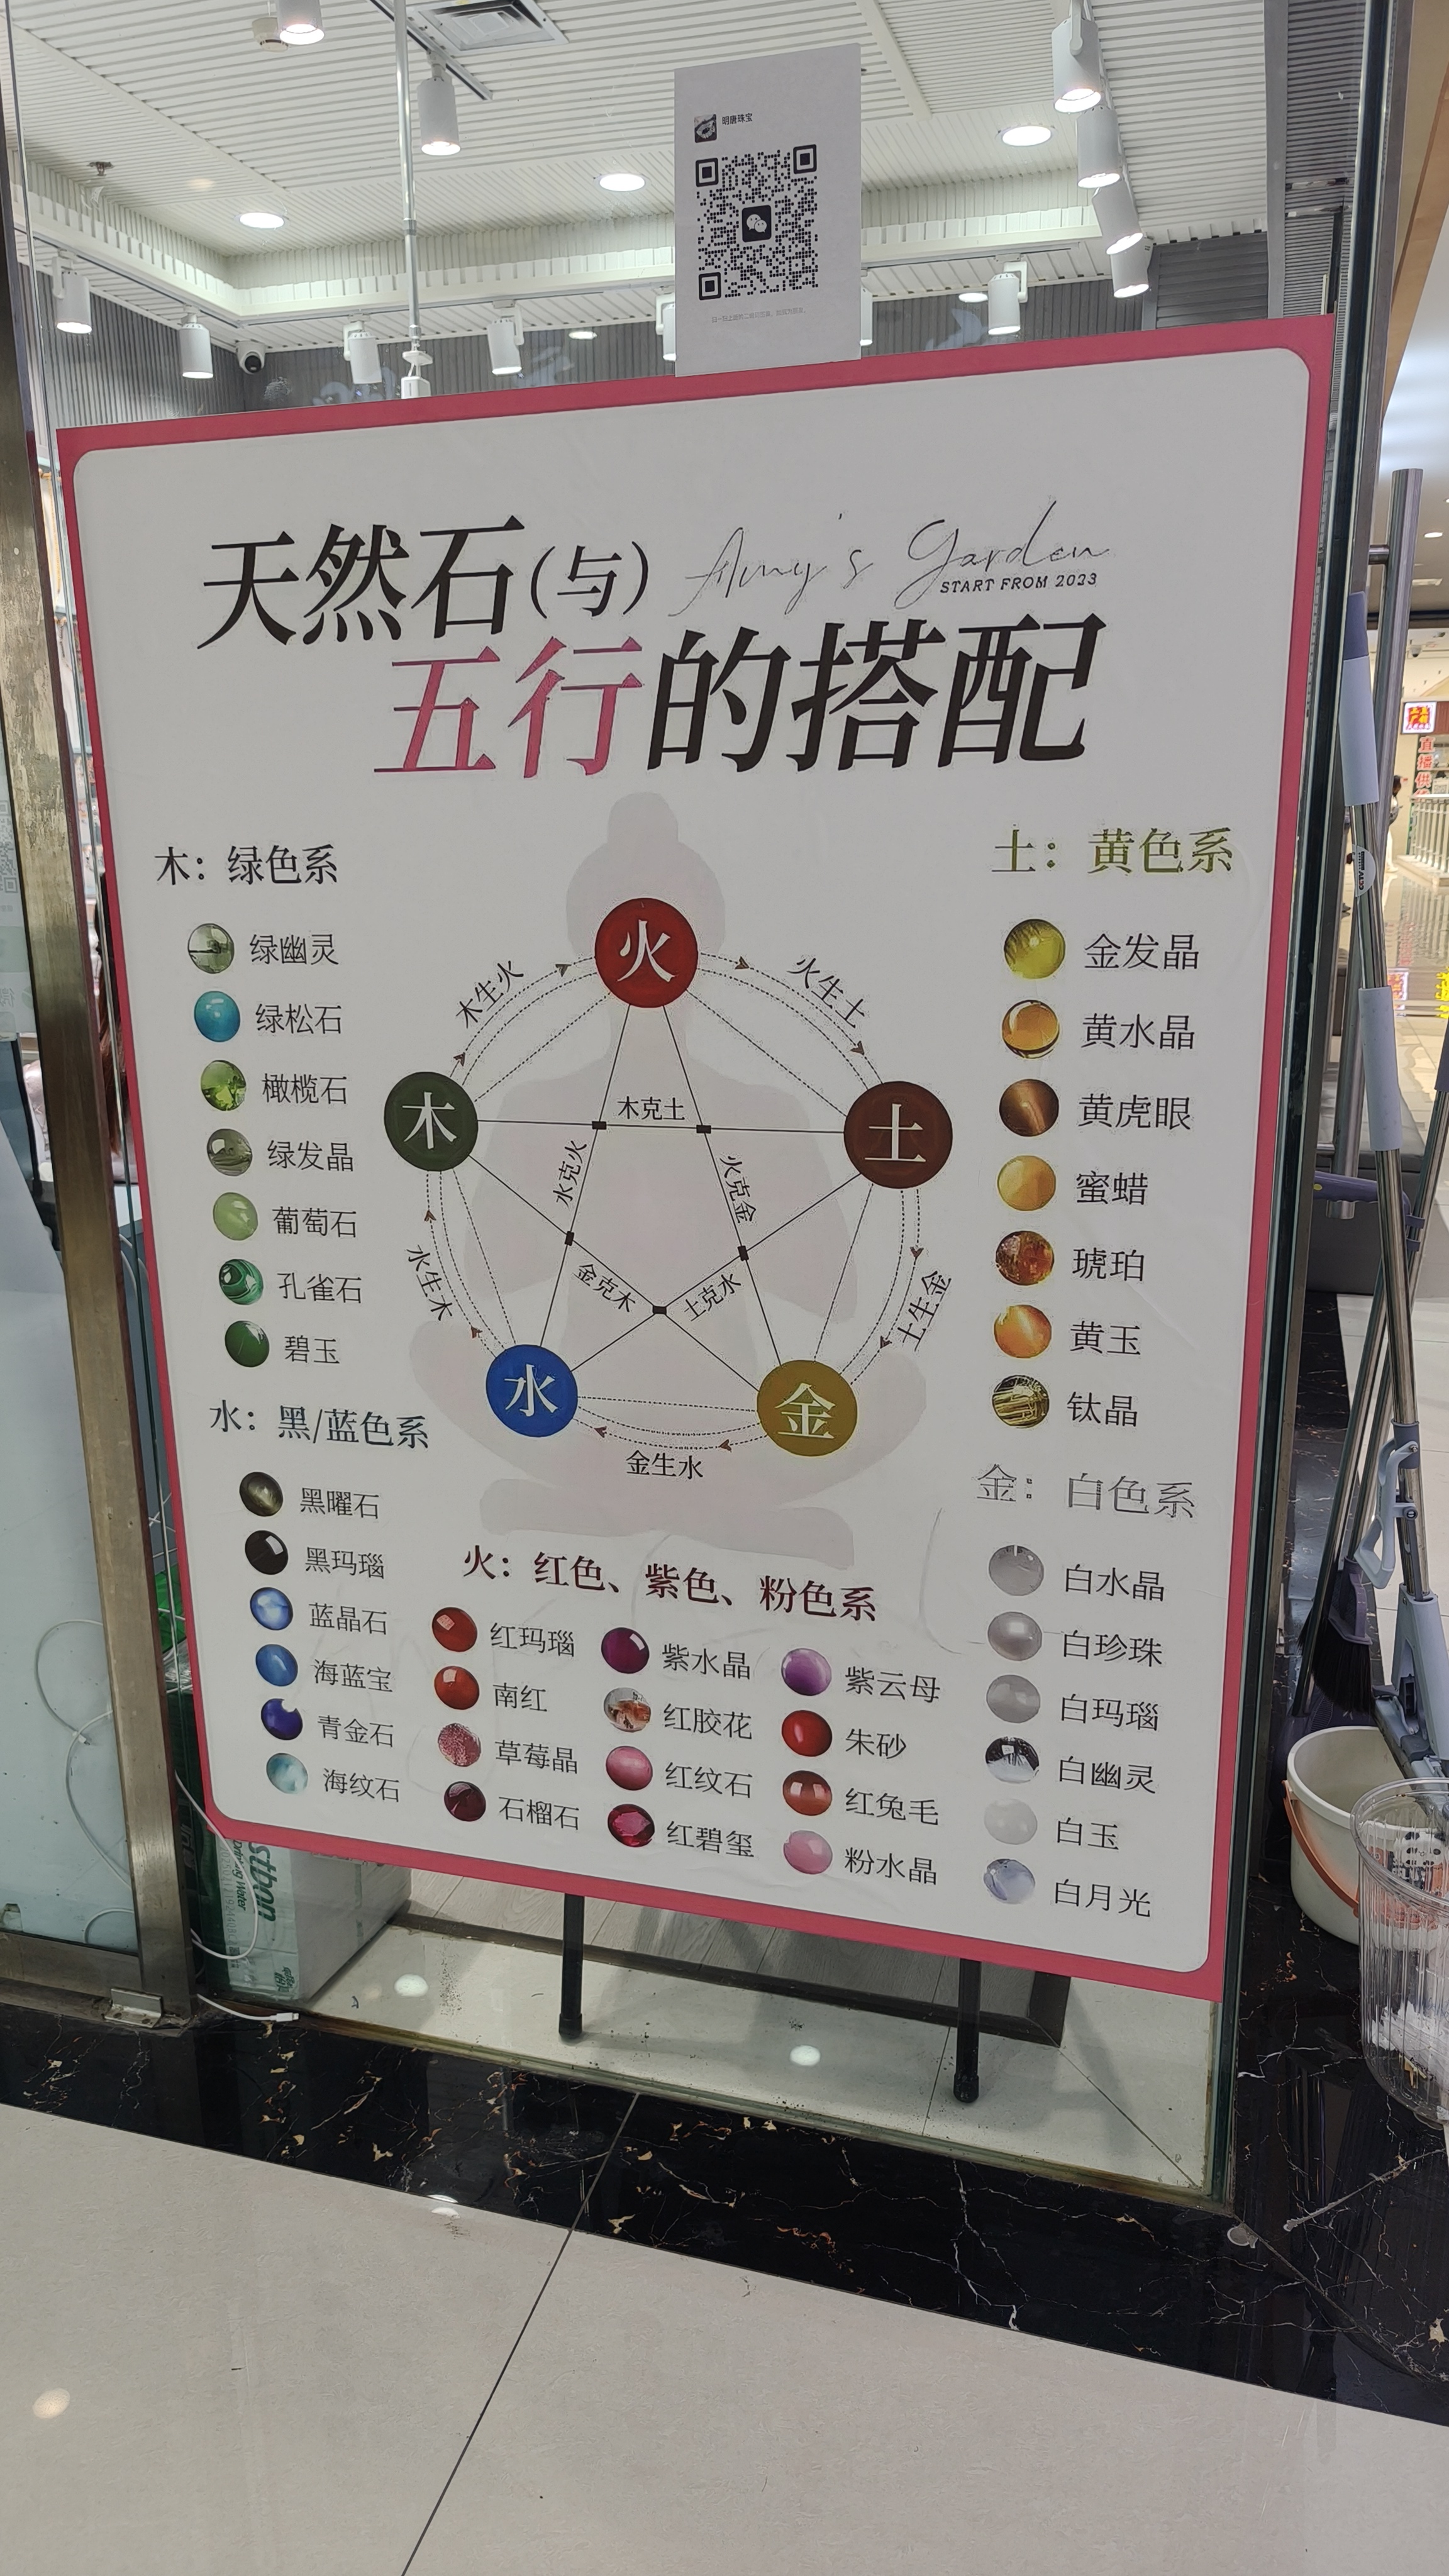 明唐珠宝
天然石(与)
Amy's Garden
START FROM 2023
五行的搭配
木：绿色系
绿幽灵
绿松石
橄榄石
绿发晶
葡萄石
孔雀石
碧玉
水：黑/蓝色系
黑曜石
黑玛瑙
蓝晶石
海蓝宝
青金石
海纹石
火
土
金
水
木
木生火
火生土
土生金
金生水
水生木
木克土
水克火
火克金
金克木
土克水
火：红色、紫色、粉色系
红玛瑙
南红
草莓晶
石榴石
紫水晶
红胶花
红纹石
红碧玺
紫云母
朱砂
红兔毛
粉水晶
土：黄色系
金发晶
黄水晶
黄虎眼
蜜蜡
琥珀
黄玉
钛晶
金：白色系
白水晶
白珍珠
白玛瑙
白幽灵
白玉
白月光
直播供